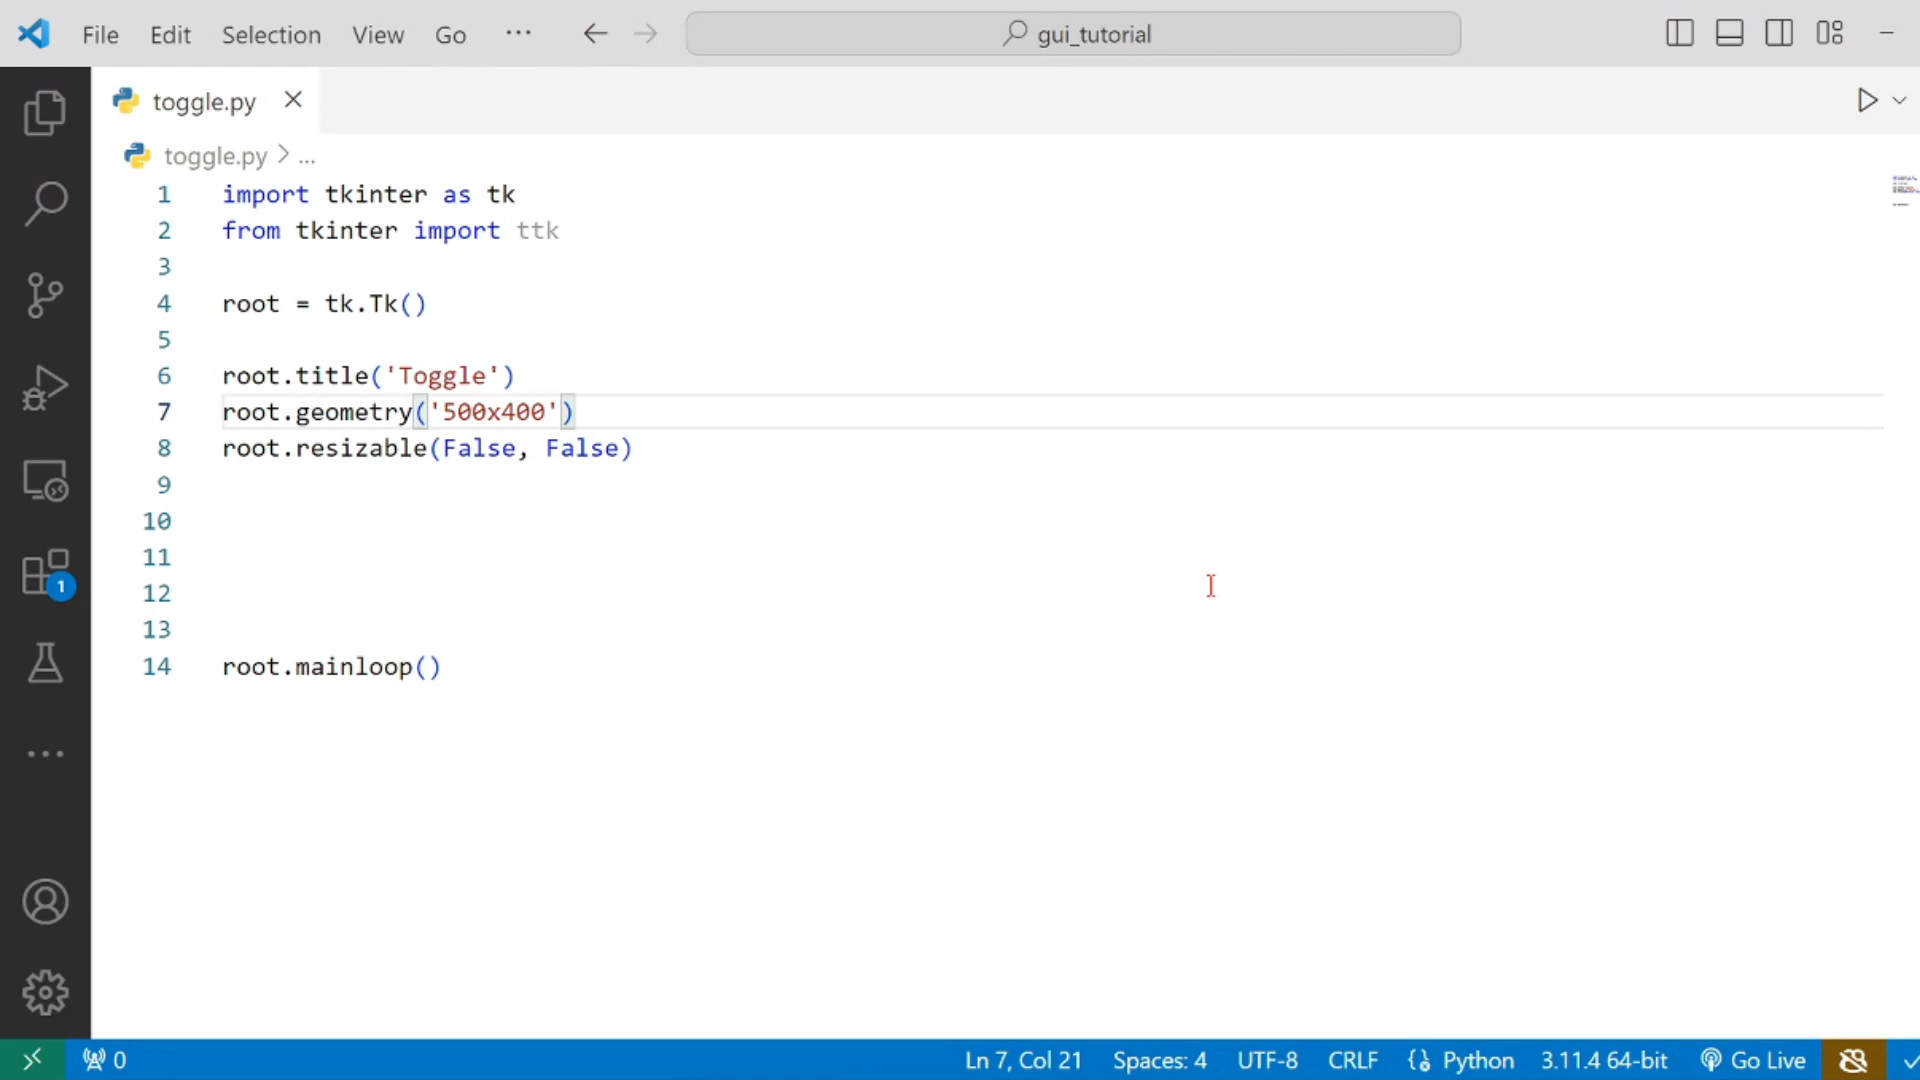 File Edit Selection View Go ··· gui_tutorial
toggle.py
toggle.py > ...
1 import tkinter as tk
2 from tkinter import ttk
3
4 root = tk.Tk()
5
6 root.title('Toggle')
7 root.geometry('500x400')
8 root.resizable(False, False)
9
10
11
12
13
14 root.mainloop()
1
0 Ln 7, Col 21 Spaces: 4 UTF-8 CRLF Python 3.11.4 64-bit Go Live